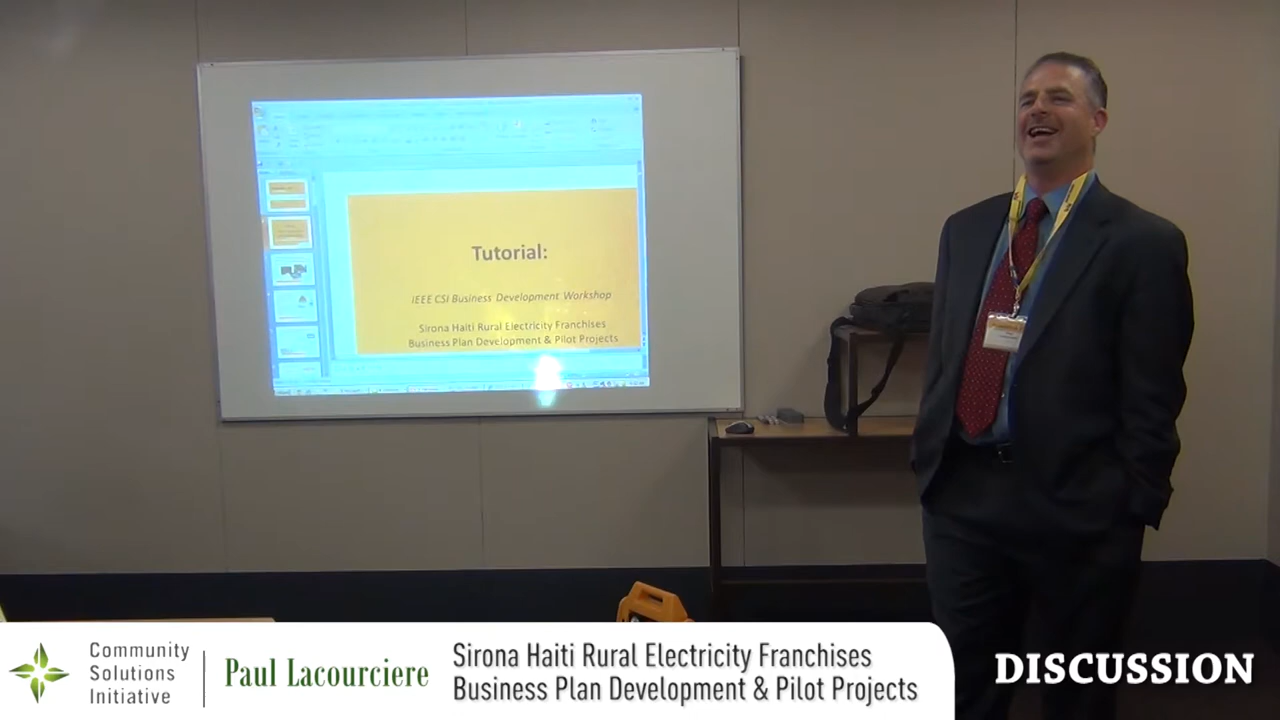 Tutorial:
IEEE CSI Business Development Workshop
Sirona Haiti Rural Electricity Franchises
Business Plan Development & Pilot Projects
Community
Solutions
Initiative
Paul Lacourciere
Sirona Haiti Rural Electricity Franchises
Business Plan Development & Pilot Projects
DISCUSSION